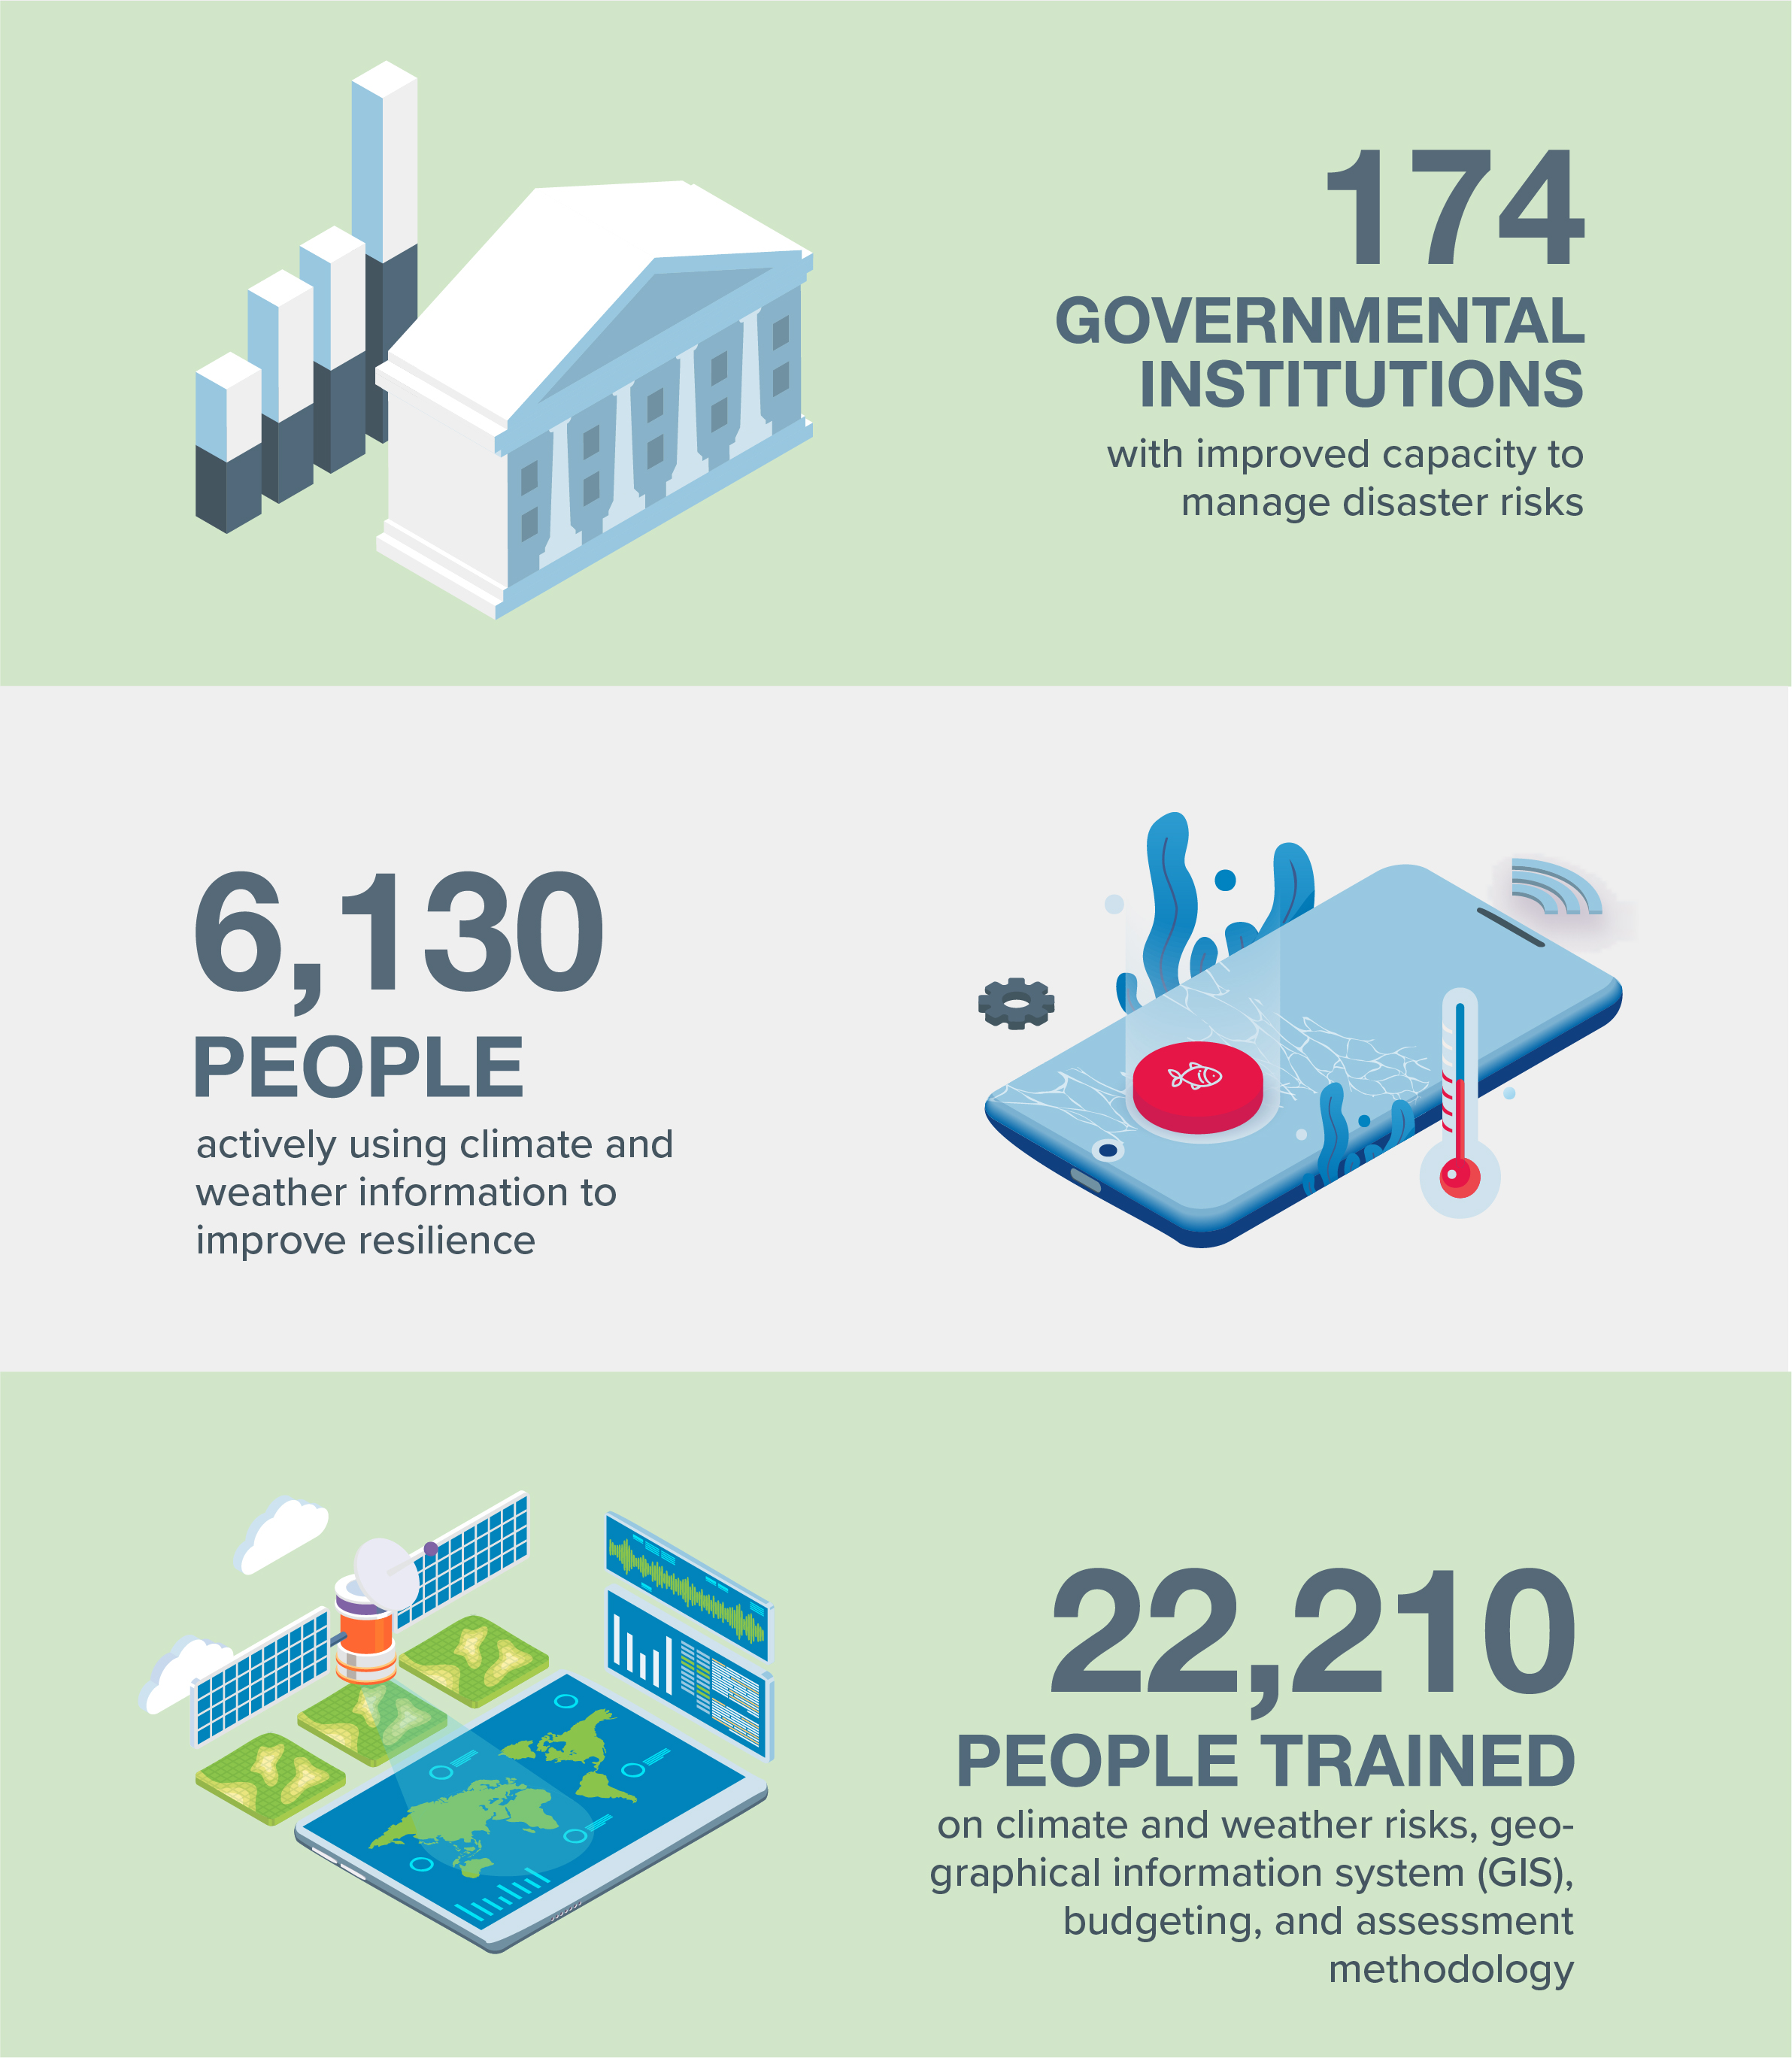 174
GOVERNMENTAL
INSTITUTIONS
with improved capacity to
manage disaster risks
6,130
PEOPLE
actively using climate and
weather information to
improve resilience
22,210
PEOPLE TRAINED
on climate and weather risks, geo-
graphical information system (GIS),
budgeting, and assessment
methodology